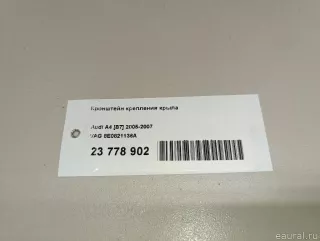 Кронштейн крепления крыла
Audi A4 [B7] 2005-2007
VAG 8E0821136A
23 778 902
eaural.ru